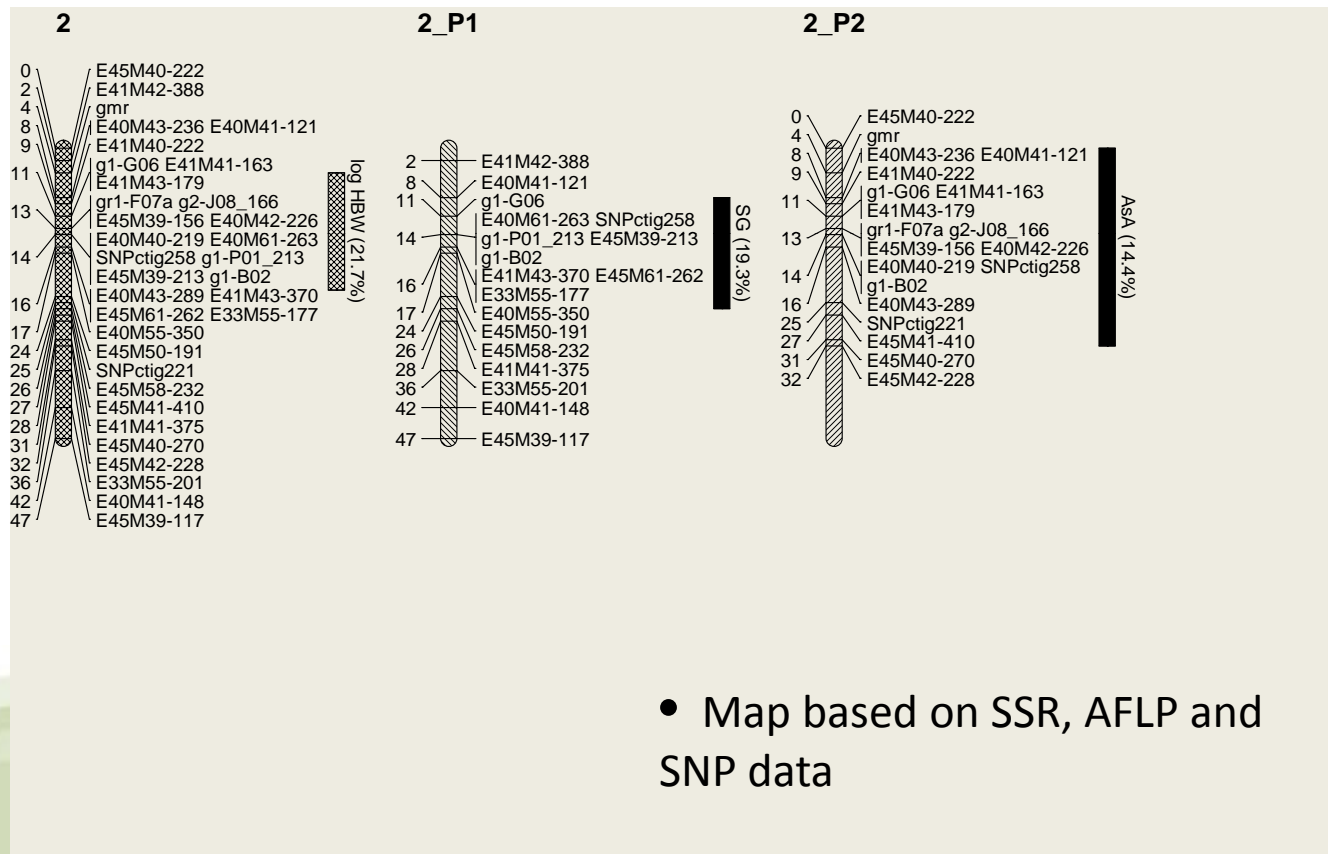 2
0 E45M40-222
2 E41M42-388
4 gmr
8 E40M43-236 E40M41-121
9 E41M40-222
11 g1-G06 E41M41-163
E41M43-179
13 gr1-F07a g2-J08_166
E45M39-156 E40M42-226
E40M40-219 E40M61-263
14 SNPctig258 g1-P01_213
E45M39-213 g1-B02
16 E40M43-289 E41M43-370
E45M61-262 E33M55-177
17 E40M55-350
24 E45M50-191
25 SNPctig221
26 E45M58-232
27 E45M41-410
28 E41M41-375
31 E45M40-270
32 E45M42-228
36 E33M55-201
42 E40M41-148
47 E45M39-117
log HBW (21.7%)
2_P1
2 E41M42-388
8 E40M41-121
11 g1-G06
E40M61-263 SNPctig258
14 g1-P01_213 E45M39-213
g1-B02
16 E41M43-370 E45M61-262
E33M55-177
17 E40M55-350
24 E45M50-191
26 E45M58-232
28 E41M41-375
36 E33M55-201
42 E40M41-148
47 E45M39-117
SG (19.3%)
2_P2
0 E45M40-222
4 gmr
8 E40M43-236 E40M41-121
9 E41M40-222
11 g1-G06 E41M41-163
E41M43-179
13 gr1-F07a g2-J08_166
E45M39-156 E40M42-226
14 E40M40-219 SNPctig258
g1-B02
16 E40M43-289
25 SNPctig221
27 E45M41-410
31 E45M40-270
32 E45M42-228
AsA (14.4%)
• Map based on SSR, AFLP and
SNP data